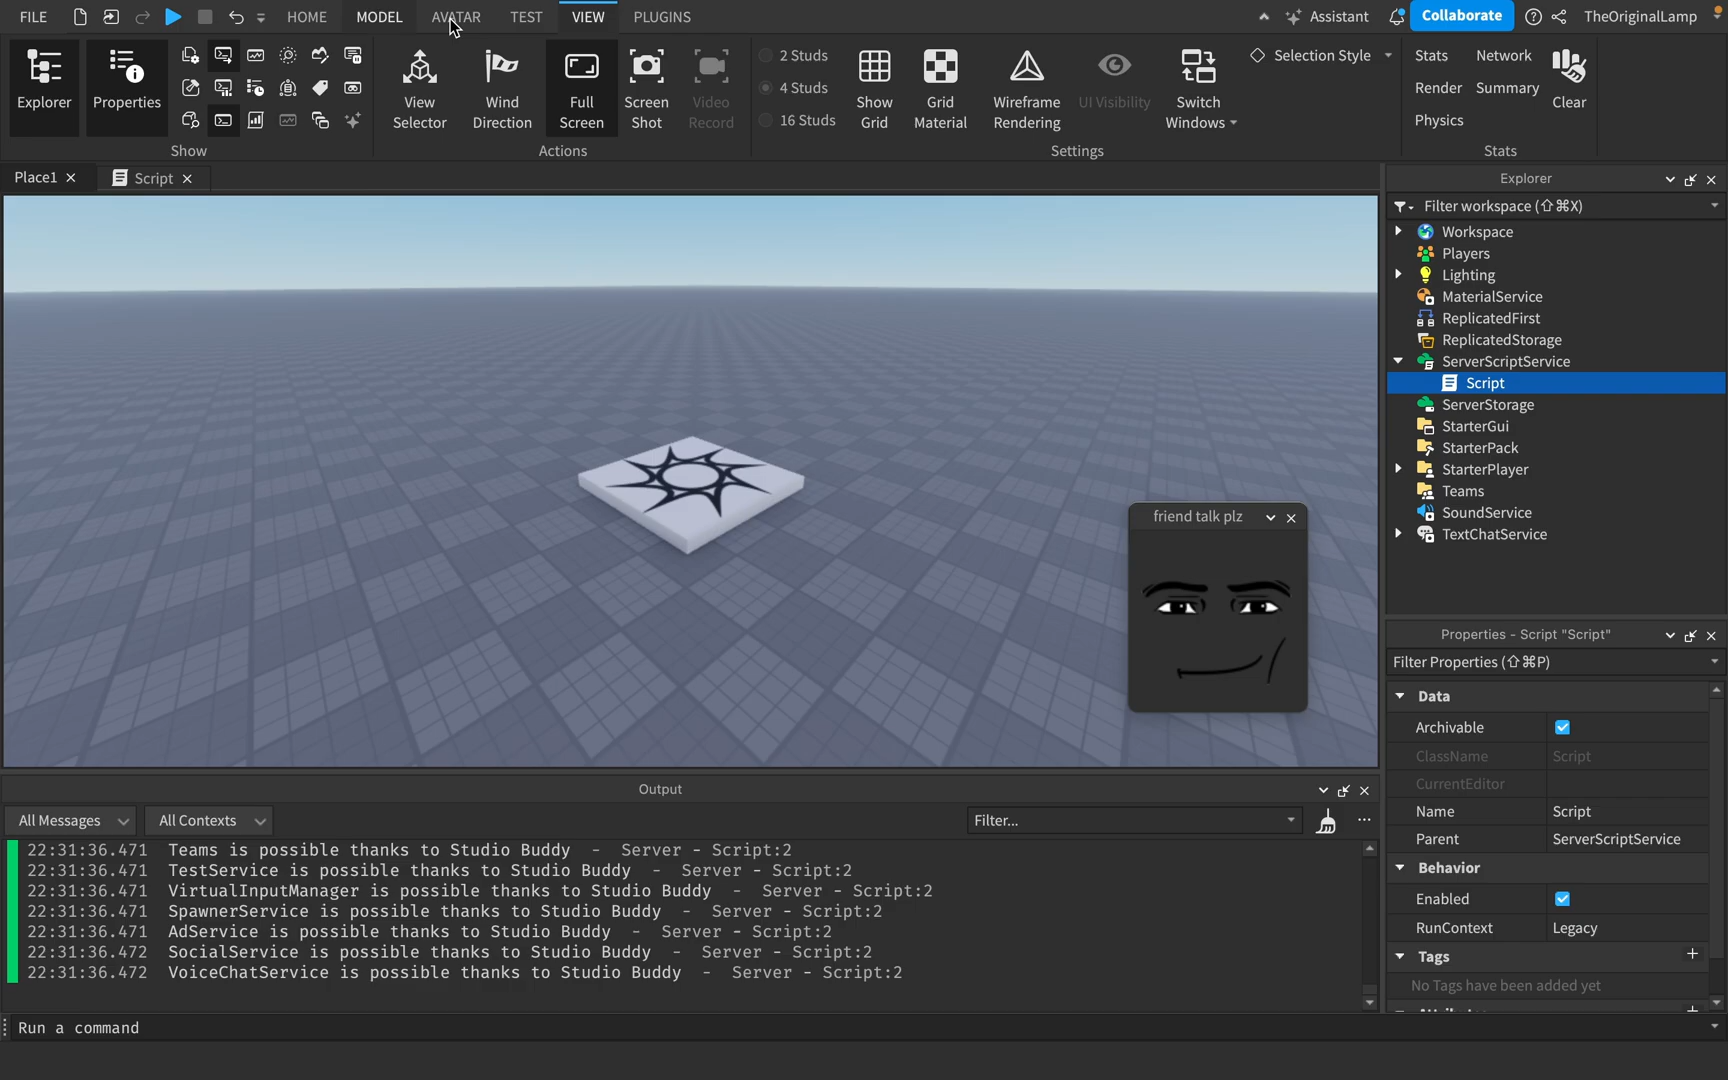 FILE HOME MODEL AVATAR TEST VIEW PLUGINS Assistant Collaborate TheOriginalLamp
Explorer
Properties
Show
View
Selector
Wind
Direction
Full
Screen
Screen
Shot
Video
Record
Actions
2 Studs
4 Studs
16 Studs
Show
Grid
Grid
Material
Wireframe
Rendering
UI Visibility
Switch
Windows
Selection Style
Settings
Stats Network
Render Summary
Physics
Clear
Stats
Place1
Script
Explorer
Filter workspace (⇧⌘X)
Workspace
Players
Lighting
MaterialService
ReplicatedFirst
ReplicatedStorage
ServerScriptService
Script
ServerStorage
StarterGui
StarterPack
StarterPlayer
Teams
SoundService
TextChatService
friend talk plz
Properties - Script "Script"
Filter Properties (⇧⌘P)
Data
Archivable
ClassName Script
CurrentEditor
Name Script
Parent ServerScriptService
Behavior
Enabled
RunContext Legacy
Tags
No Tags have been added yet
Output
All Messages All Contexts Filter...
22:31:36.471 Teams is possible thanks to Studio Buddy - Server - Script:2
22:31:36.471 TestService is possible thanks to Studio Buddy - Server - Script:2
22:31:36.471 VirtualInputManager is possible thanks to Studio Buddy - Server - Script:2
22:31:36.471 SpawnerService is possible thanks to Studio Buddy - Server - Script:2
22:31:36.471 AdService is possible thanks to Studio Buddy - Server - Script:2
22:31:36.472 SocialService is possible thanks to Studio Buddy - Server - Script:2
22:31:36.472 VoiceChatService is possible thanks to Studio Buddy - Server - Script:2
Run a command